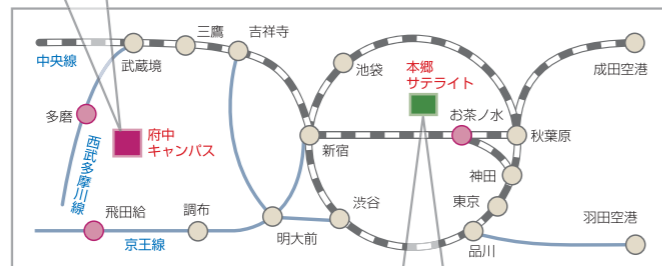 中央線
武蔵境
三鷹
吉祥寺
池袋
本郷
サテライト
お茶ノ水
成田空港
多磨
府中
キャンパス
西武多摩川線
新宿
秋葉原
神田
飛田給
調布
京王線
明大前
渋谷
東京
品川
羽田空港